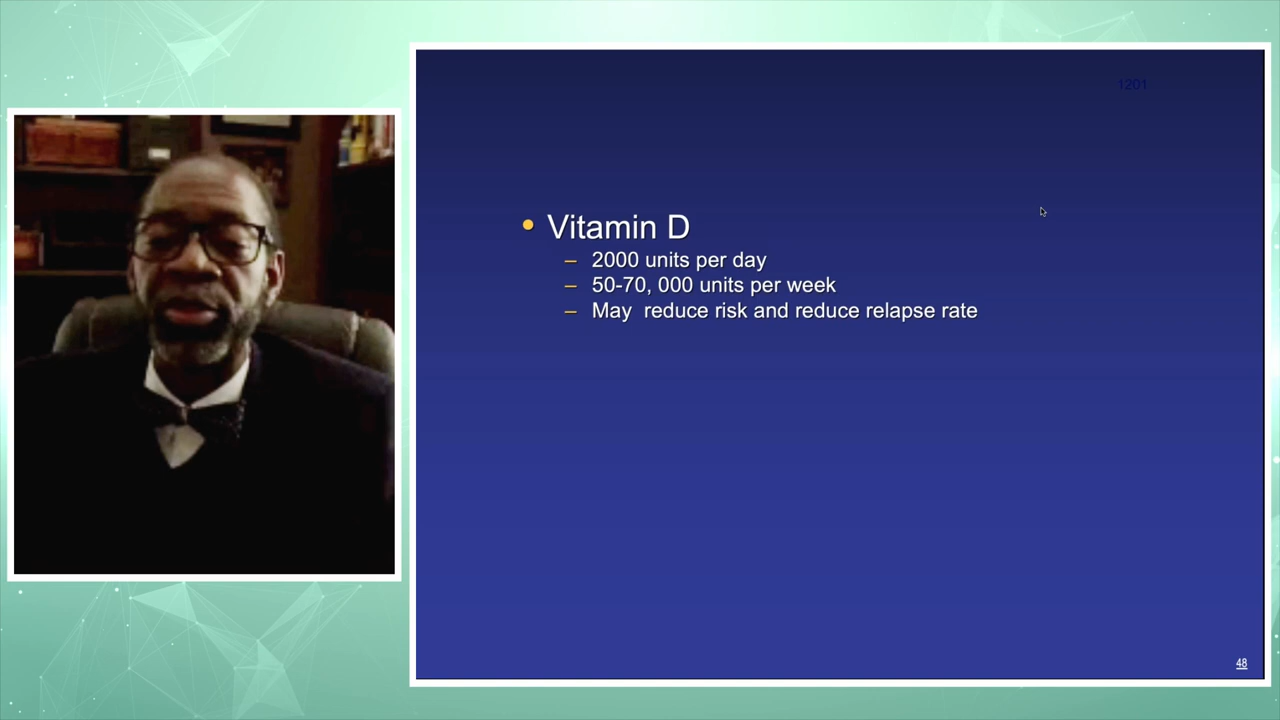 1201
Vitamin D
– 2000 units per day
– 50-70, 000 units per week
– May  reduce risk and reduce relapse rate
48